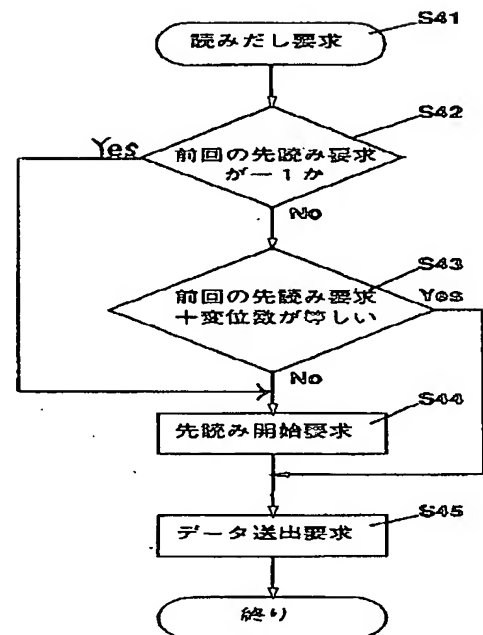 S41
読みだし要求
S42
Yes
前回の先読み要求
が－１か
No
S43
前回の先読み要求
Yes
＋変位数が等しい
No
S44
先読み開始要求
S45
データ送出要求
終り